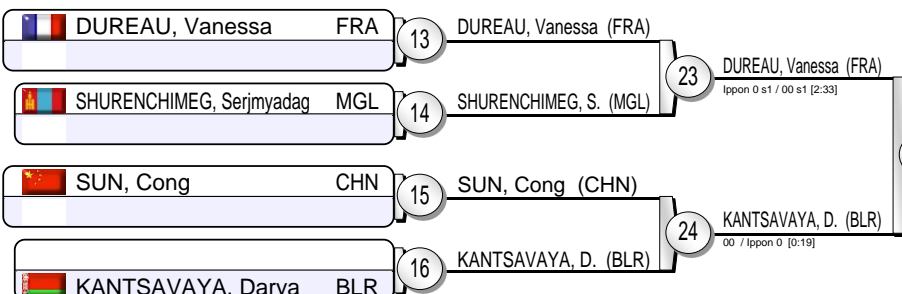 DUREAU, Vanessa FRA
13
DUREAU, Vanessa (FRA)
23
DUREAU, Vanessa (FRA)
Ippon 0 s1 / 00 s1 [2:33]
SHURENCHIMEG, Serjmyadag MGL
14
SHURENCHIMEG, S. (MGL)
SUN, Cong CHN
15
SUN, Cong (CHN)
24
KANTSAVAYA, D. (BLR)
00 / Ippon 0 [0:19]
16
KANTSAVAYA, D. (BLR)
KANTSAVAYA, Darya BLR